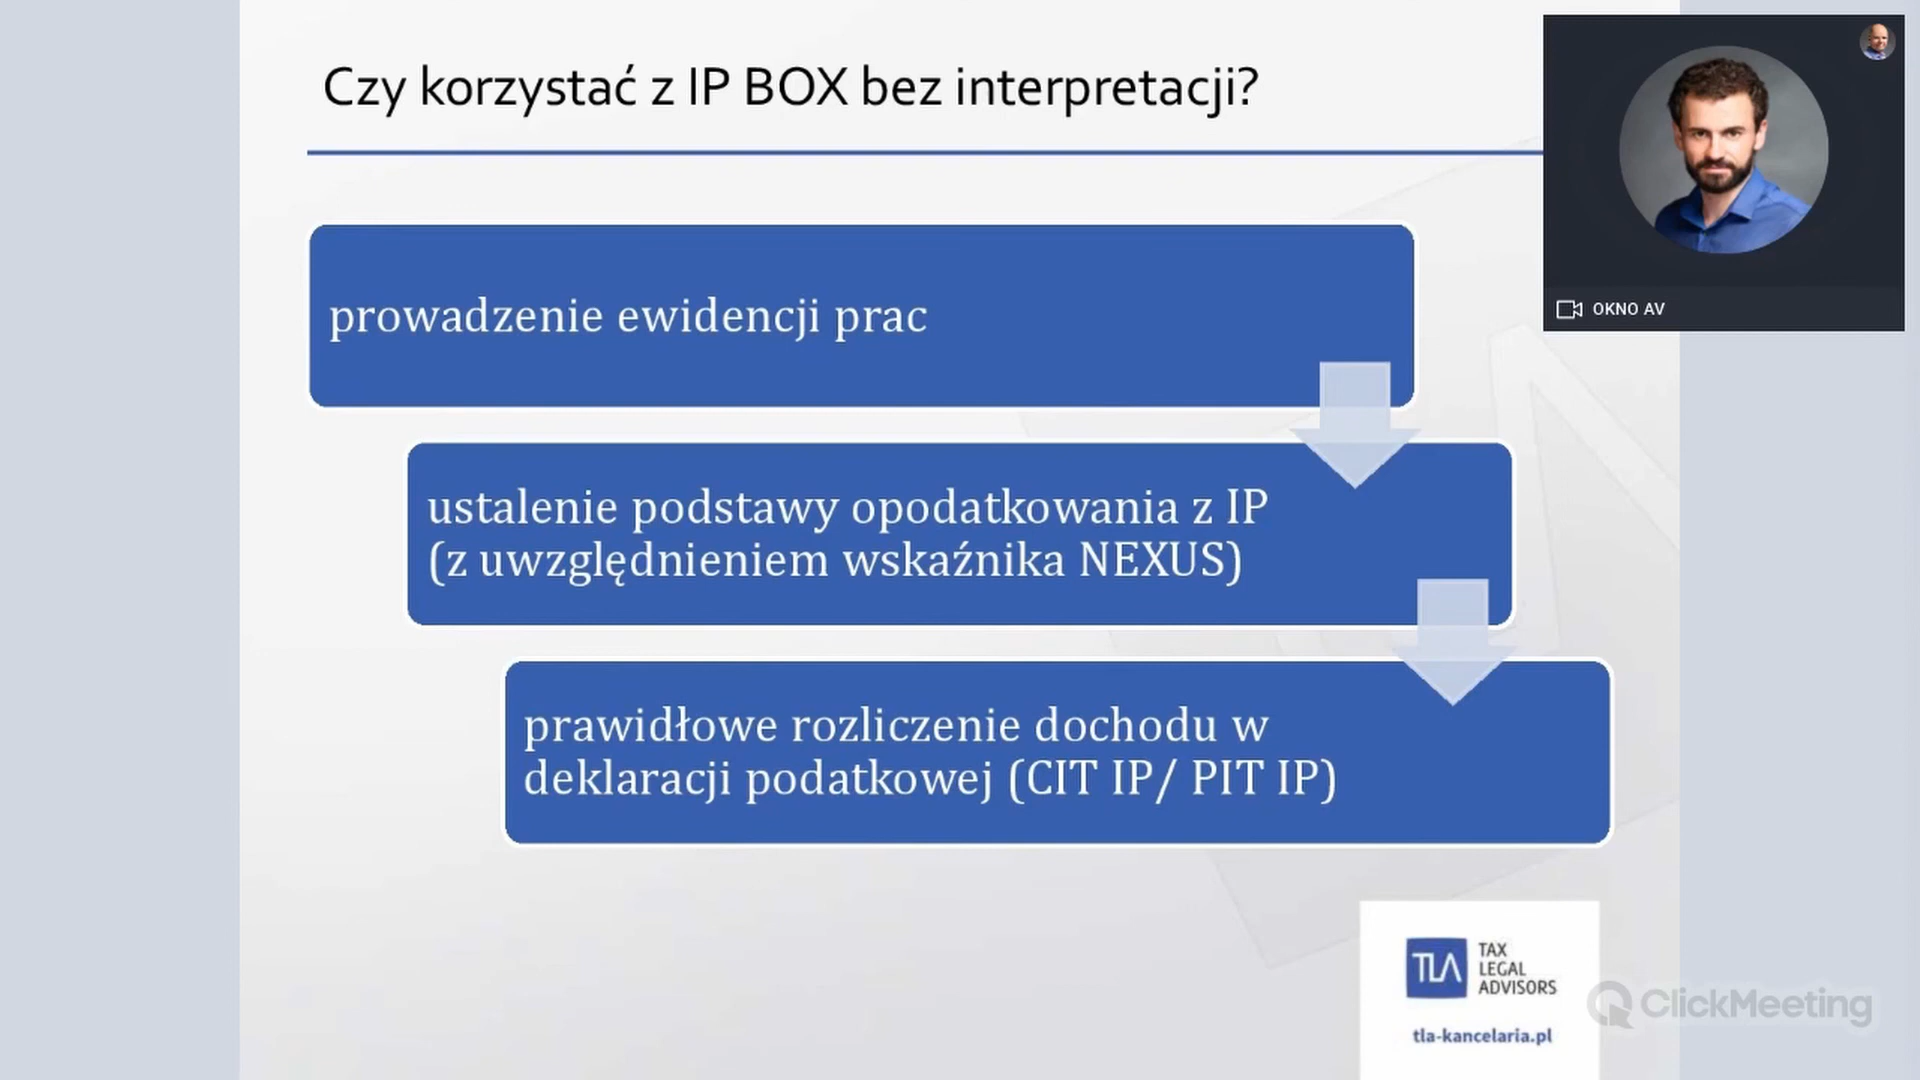 Czy korzystać z IP BOX bez interpretacji?
OKNO AV
prowadzenie ewidencji prac
ustalenie podstawy opodatkowania z IP
(z uwzględnieniem wskaźnika NEXUS)
prawidłowe rozliczenie dochodu w
deklaracji podatkowej (CIT IP/ PIT IP)
TLA
TAX
LEGAL
ADVISORS
tla-kancelaria.pl
ClickMeeting